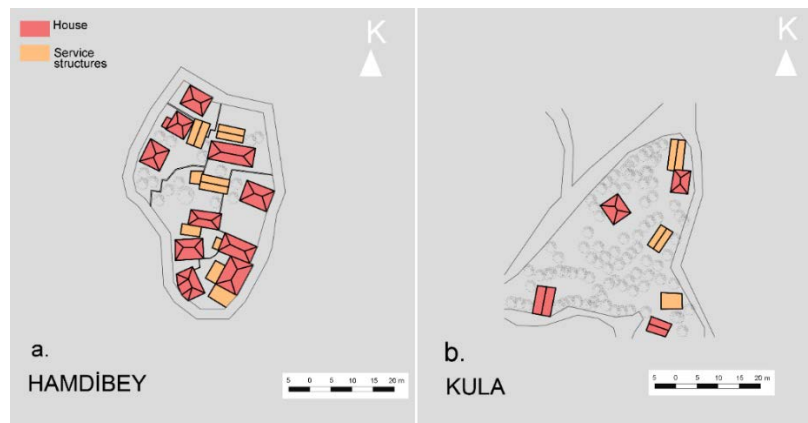 House
Service
structures
K
a.
HAMDİBEY
5 0 5 10 15 20 m
K
b.
KULA
5 0 5 10 15 20 m